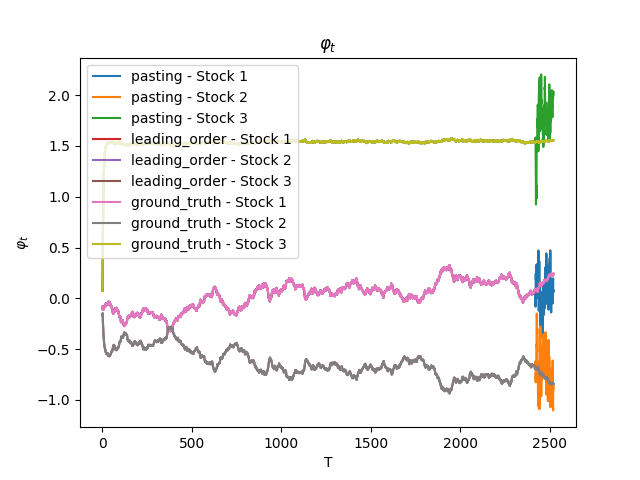 φt
pasting - Stock 1
pasting - Stock 2
pasting - Stock 3
leading_order - Stock 1
leading_order - Stock 2
leading_order - Stock 3
ground_truth - Stock 1
ground_truth - Stock 2
ground_truth - Stock 3
φt
2.0
1.5
1.0
0.5
0.0
−0.5
−1.0
0
500
1000
1500
2000
2500
T